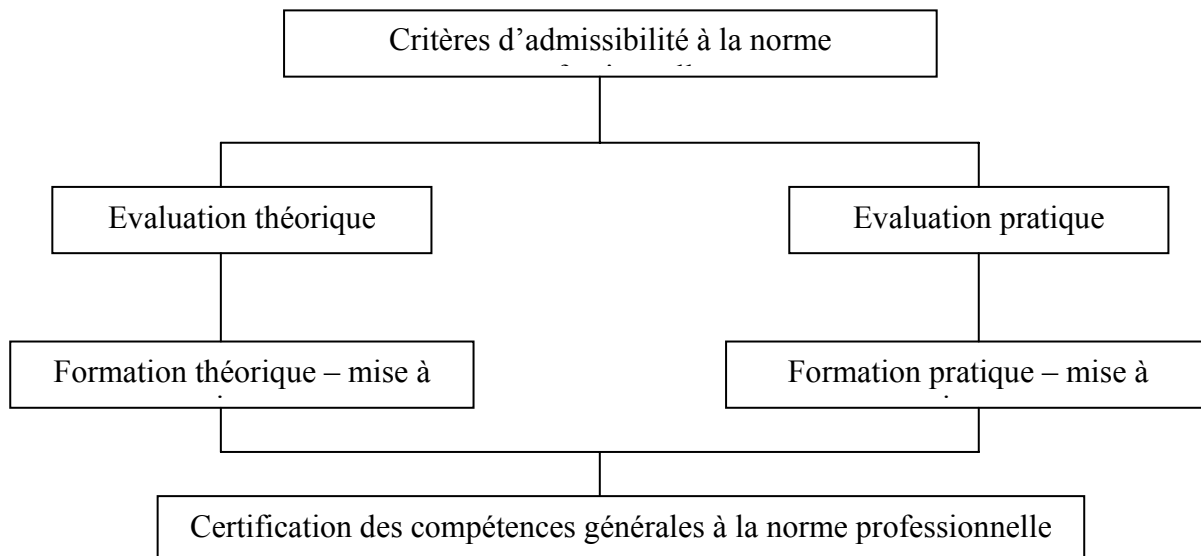 Critères d’admissibilité à la norme
Evaluation théorique
Evaluation pratique
Formation théorique – mise à
Formation pratique – mise à
Certification des compétences générales à la norme professionnelle